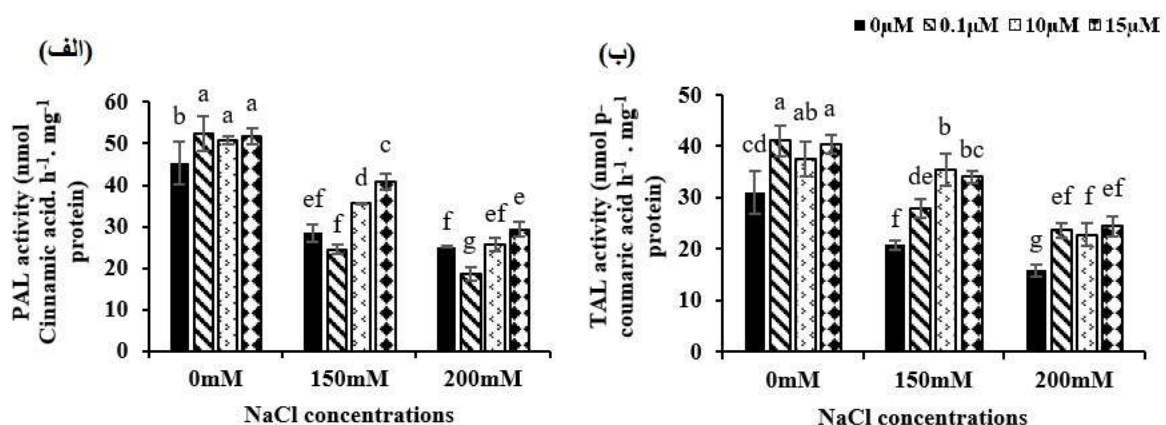 ■0µM ■0.1µM □10µM ■15µM
(الف)
PAL activity (nmol
Cinnamic acid. h⁻¹. mg⁻¹
protein)
60
50
40
30
20
10
0
b a a a
ef f d c
f g ef e
0mM 150mM 200mM
NaCl concentrations
(ب)
TAL activity (nmol p-
coumaric acid h⁻¹ . mg⁻¹
protein)
50
40
30
20
10
0
cd a ab a
f de b bc
g ef f ef
0mM 150mM 200mM
NaCl concentrations